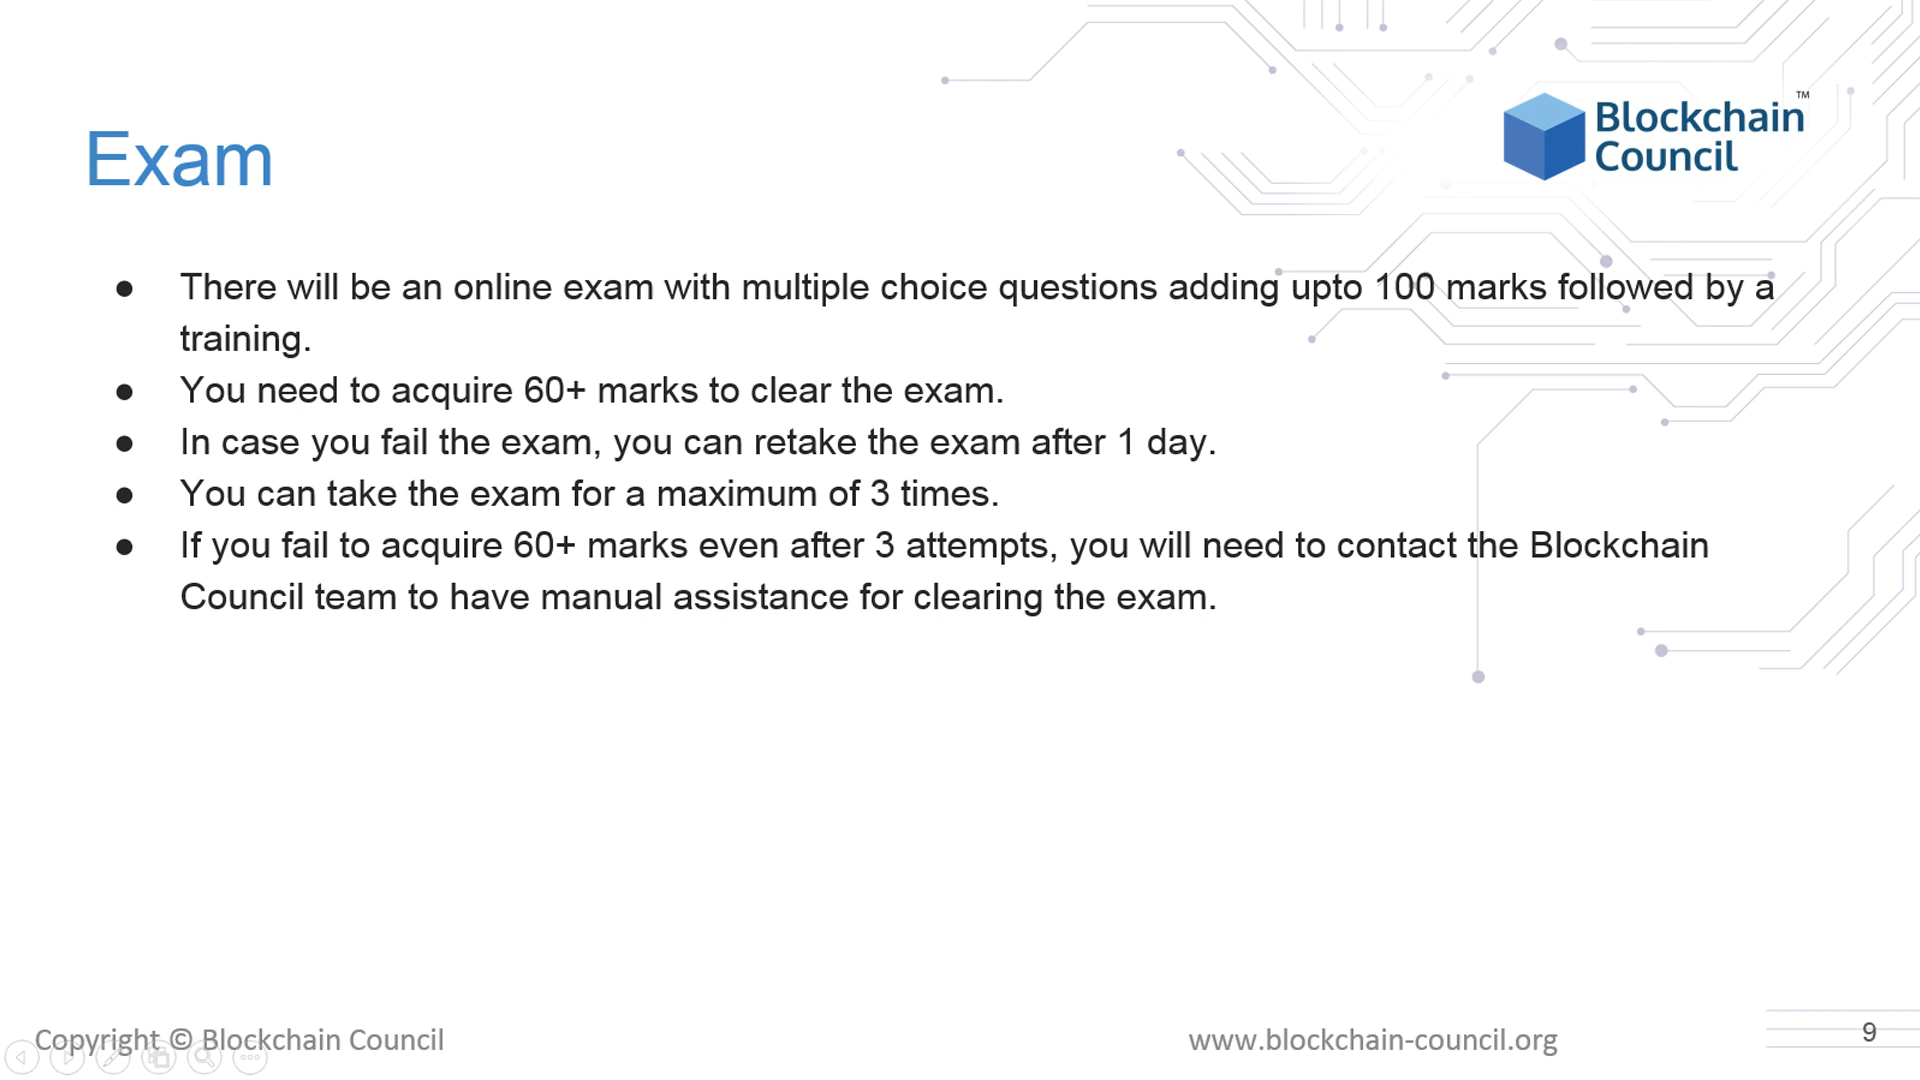 Blockchain™
Council
Exam
● There will be an online exam with multiple choice questions adding upto 100 marks followed by a
training.
● You need to acquire 60+ marks to clear the exam.
● In case you fail the exam, you can retake the exam after 1 day.
● You can take the exam for a maximum of 3 times.
● If you fail to acquire 60+ marks even after 3 attempts, you will need to contact the Blockchain
Council team to have manual assistance for clearing the exam.
Copyright © Blockchain Council
www.blockchain-council.org
9